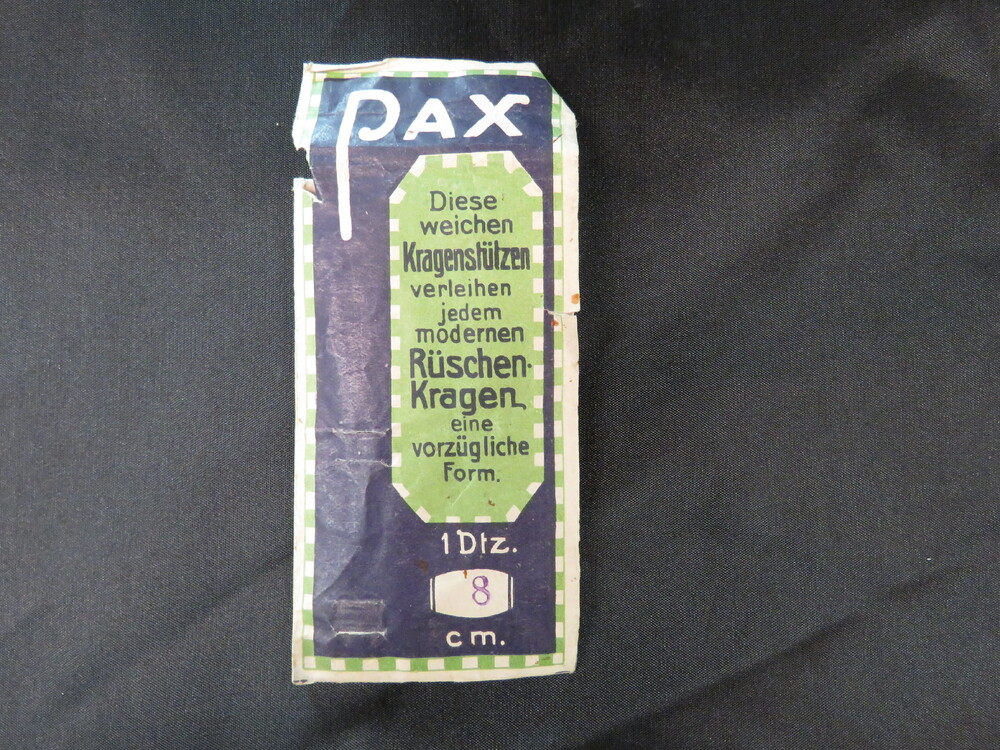 PAX
Diese
weichen
Kragenstützen
verleihen
jedem
modernen
Rüschen-
Kragen
eine
vorzügliche
Form.
1 Dtz.
8
cm.